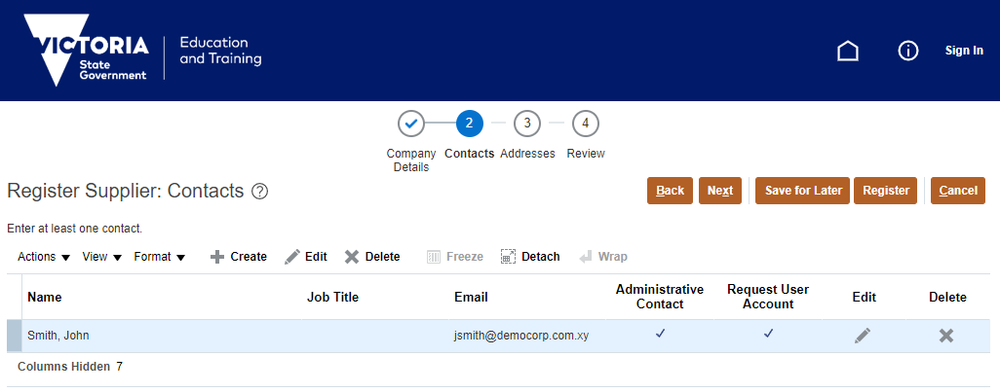 VICTORIA
State
Government
Education
and Training
Sign In
2
3
4
Company
Details
Contacts
Addresses
Review
Register Supplier: Contacts ?
Back
Next
Save for Later
Register
Cancel
Enter at least one contact.
Actions
View
Format
Create
Edit
Delete
Freeze
Detach
Wrap
Name
Job Title
Email
Administrative
Contact
Request User
Account
Edit
Delete
Smith, John
jsmith@democorp.com.xy
Columns Hidden 7